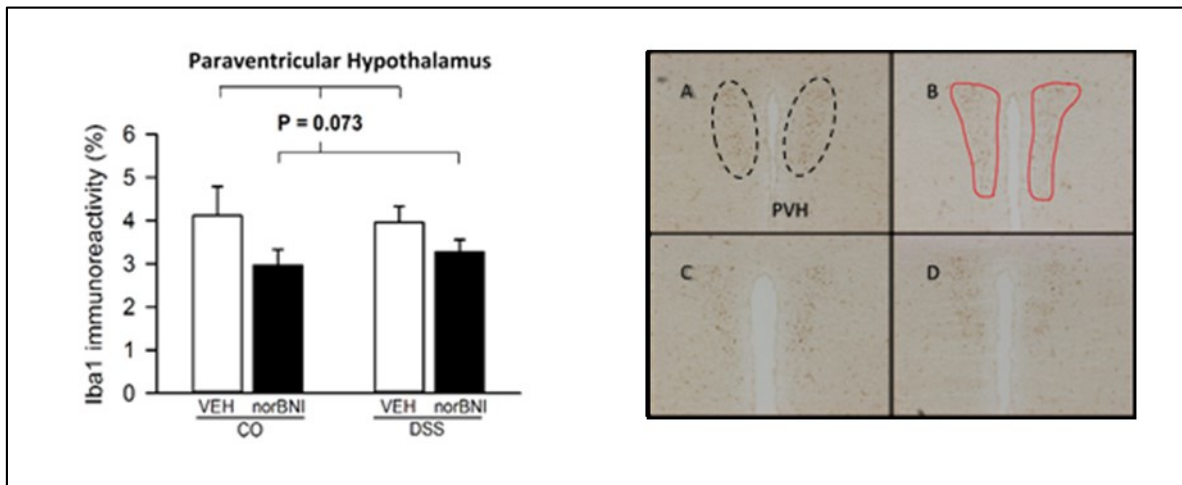 Paraventricular Hypothalamus
P = 0.073
Iba1 immunoreactivity (%)
6
5
4
3
2
1
0
VEH norBNI VEH norBNI
CO DSS
A B
PVH
C D